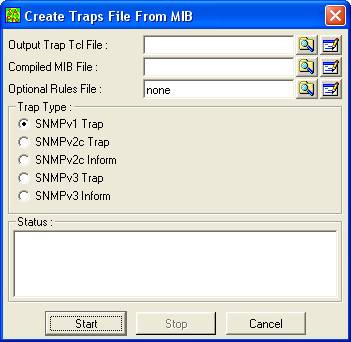 Create Traps File From MIB
Output Trap Tcl File :
Compiled MIB File :
Optional Rules File : none
Trap Type :
SNMPv1 Trap
SNMPv2c Trap
SNMPv2c Inform
SNMPv3 Trap
SNMPv3 Inform
Status :
Start Stop Cancel